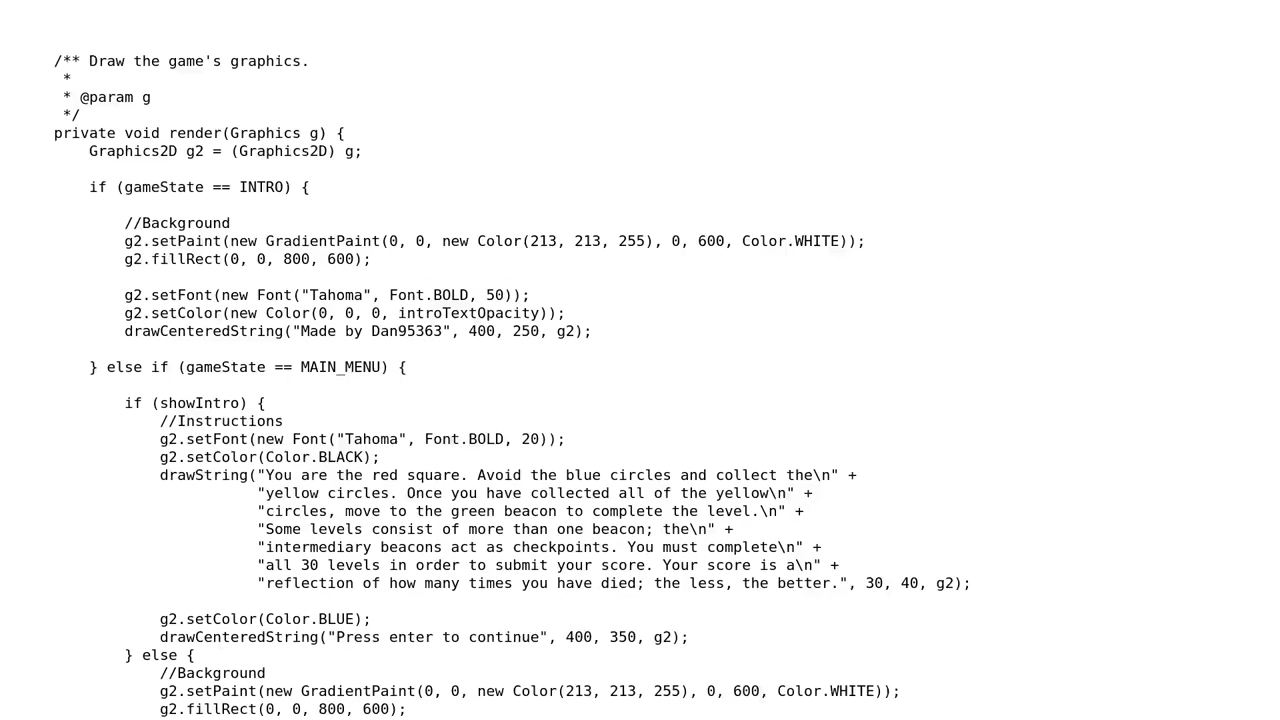 /** Draw the game's graphics.
 *
 * @param g
 */
private void render(Graphics g) {
    Graphics2D g2 = (Graphics2D) g;

    if (gameState == INTRO) {

        //Background
        g2.setPaint(new GradientPaint(0, 0, new Color(213, 213, 255), 0, 600, Color.WHITE));
        g2.fillRect(0, 0, 800, 600);

        g2.setFont(new Font("Tahoma", Font.BOLD, 50));
        g2.setColor(new Color(0, 0, 0, introTextOpacity));
        drawCenteredString("Made by Dan95363", 400, 250, g2);

    } else if (gameState == MAIN_MENU) {

        if (showIntro) {
            //Instructions
            g2.setFont(new Font("Tahoma", Font.BOLD, 20));
            g2.setColor(Color.BLACK);
            drawString("You are the red square. Avoid the blue circles and collect the\n" +
                       "yellow circles. Once you have collected all of the yellow\n" +
                       "circles, move to the green beacon to complete the level.\n" +
                       "Some levels consist of more than one beacon; the\n" +
                       "intermediary beacons act as checkpoints. You must complete\n" +
                       "all 30 levels in order to submit your score. Your score is a\n" +
                       "reflection of how many times you have died; the less, the better.", 30, 40, g2);

            g2.setColor(Color.BLUE);
            drawCenteredString("Press enter to continue", 400, 350, g2);
        } else {
            //Background
            g2.setPaint(new GradientPaint(0, 0, new Color(213, 213, 255), 0, 600, Color.WHITE));
            g2.fillRect(0, 0, 800, 600);